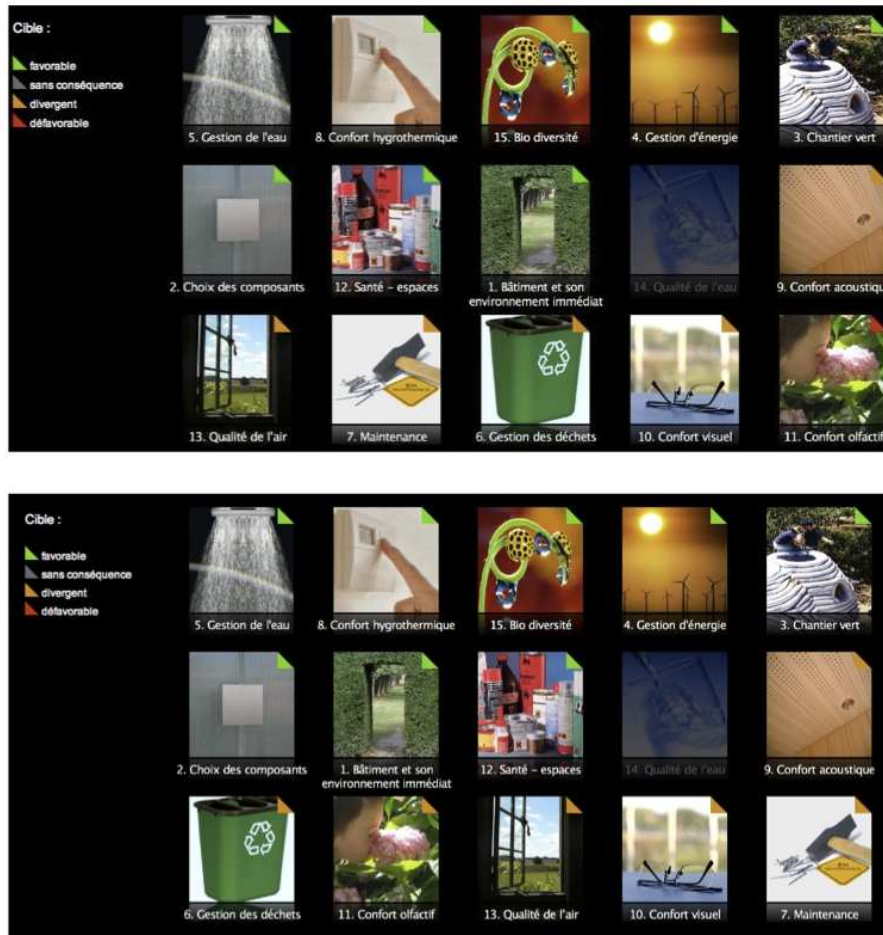 Cible :
favorable
sans conséquence
divergent
défavorable
5. Gestion de l'eau
8. Confort hygrothermique
15. Bio diversité
4. Gestion d'énergie
3. Chantier vert
2. Choix des composants
12. Santé - espaces
1. Bâtiment et son
environnement immédiat
14. Qualité de l'eau
9. Confort acoustique
13. Qualité de l'air
7. Maintenance
6. Gestion des déchets
10. Confort visuel
11. Confort olfactif
Cible :
favorable
sans conséquence
divergent
défavorable
5. Gestion de l'eau
8. Confort hygrothermique
15. Bio diversité
4. Gestion d'énergie
3. Chantier vert
2. Choix des composants
1. Bâtiment et son
environnement immédiat
12. Santé - espaces
14. Qualité de l'eau
9. Confort acoustique
6. Gestion des déchets
11. Confort olfactif
13. Qualité de l'air
10. Confort visuel
7. Maintenance